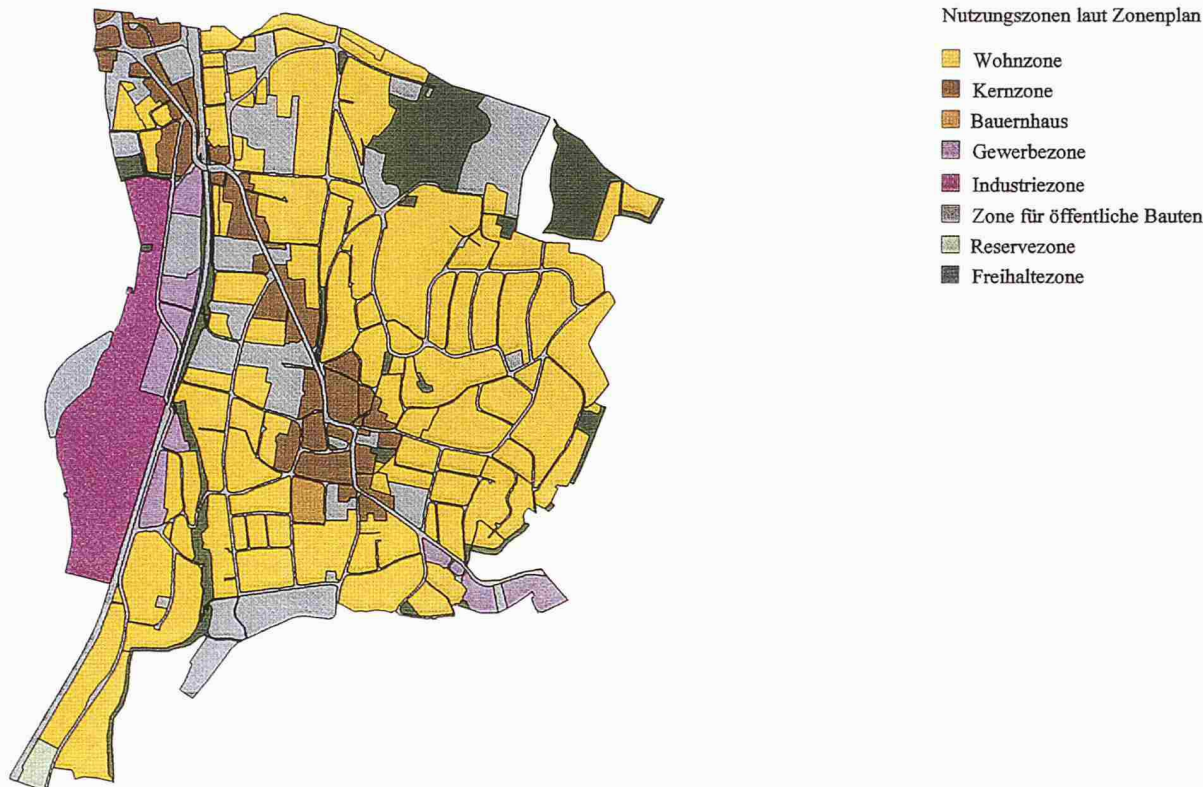 Nutzungszonen laut Zonenplan
Wohnzone
Kernzone
Bauernhaus
Gewerbezone
Industriezone
Zone für öffentliche Bauten
Reservezone
Freihaltezone